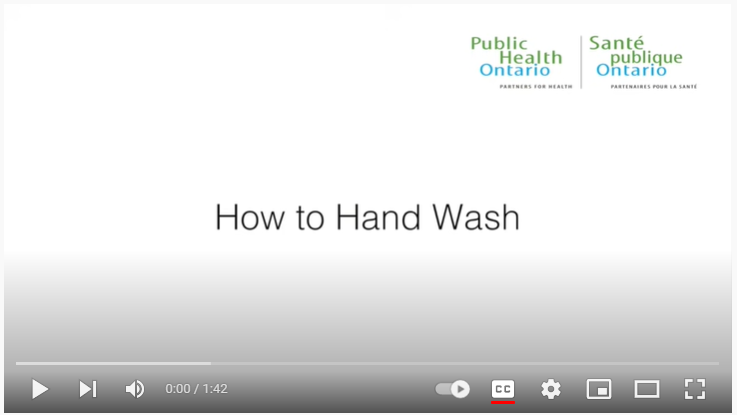 Public
Health
Ontario
PARTNERS FOR HEALTH
Santé
publique
Ontario
PARTENAIRES POUR LA SANTÉ
How to Hand Wash
0:00 / 1:42
CC